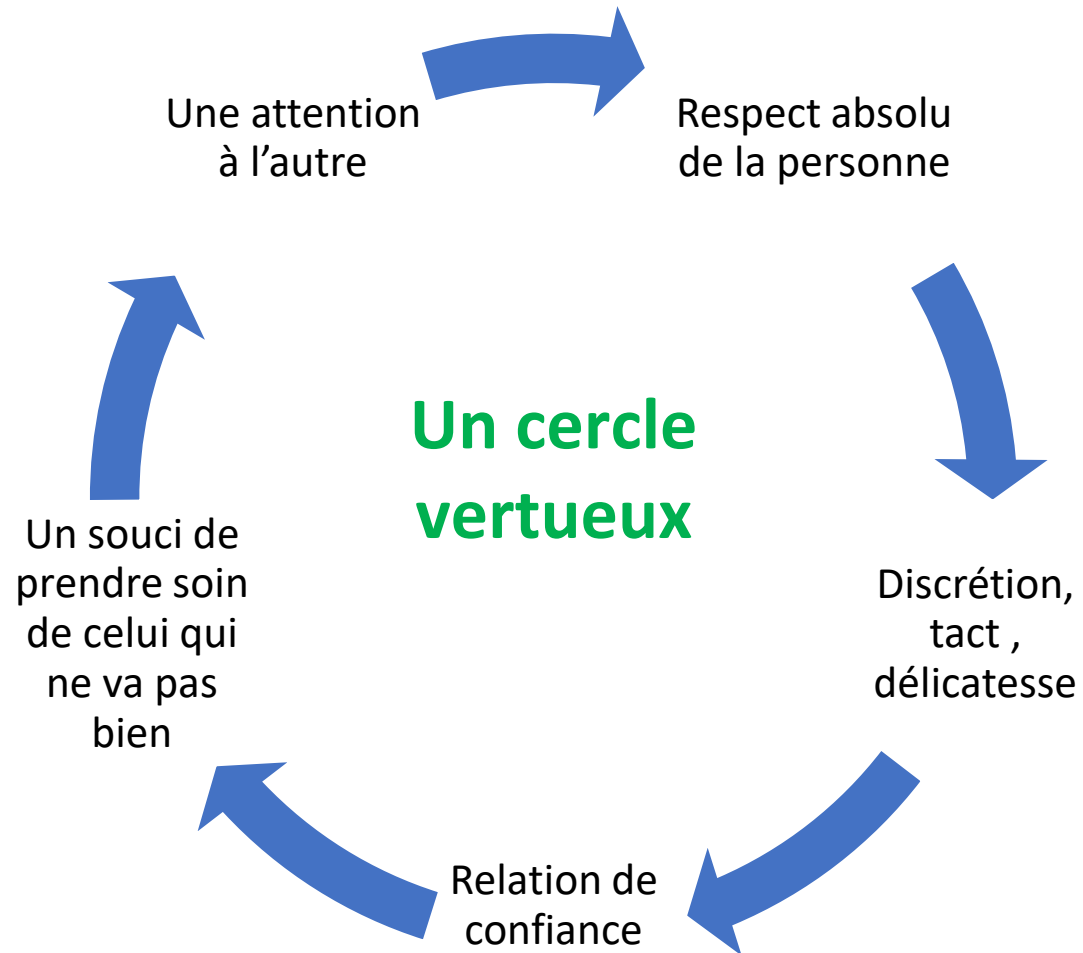 Une attention
à l’autre
Respect absolu
de la personne
Un cercle
vertueux
Discrétion,
tact ,
délicatesse
Relation de
confiance
Un souci de
prendre soin
de celui qui
ne va pas
bien